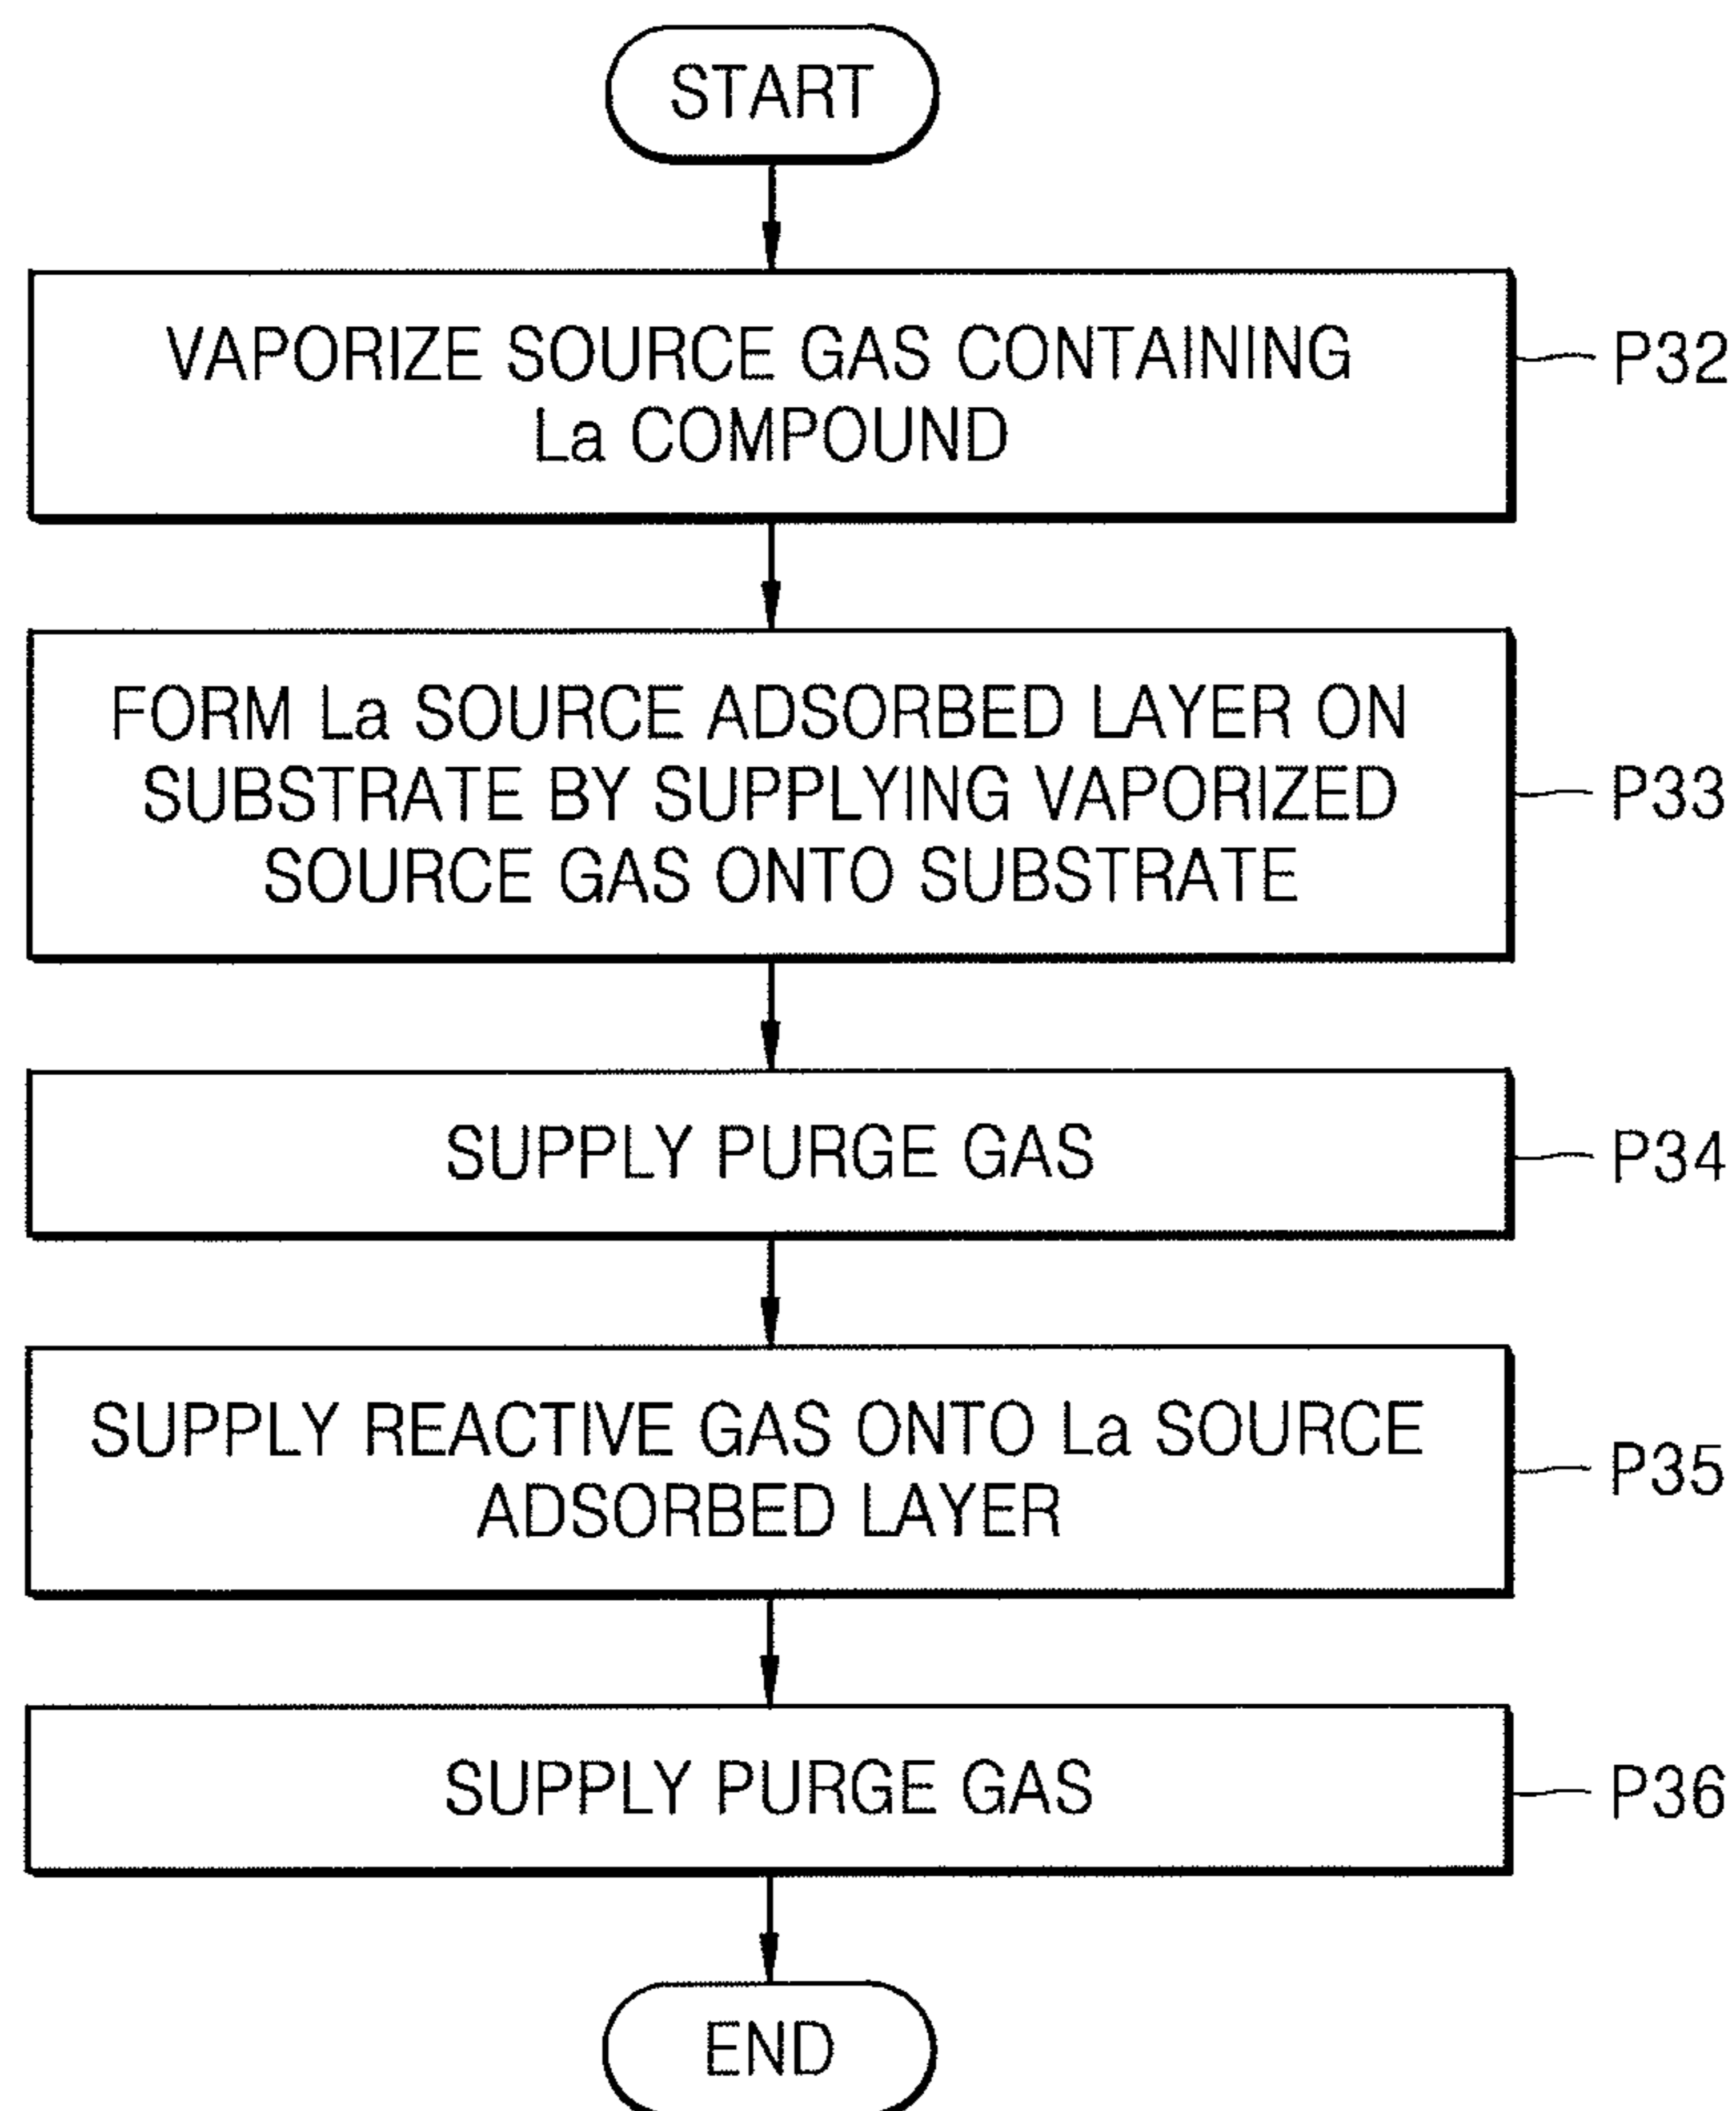 START
VAPORIZE SOURCE GAS CONTAINING
La COMPOUND
P32
FORM La SOURCE ADSORBED LAYER ON
SUBSTRATE BY SUPPLYING VAPORIZED
SOURCE GAS ONTO SUBSTRATE
P33
SUPPLY PURGE GAS
P34
SUPPLY REACTIVE GAS ONTO La SOURCE
ADSORBED LAYER
P35
SUPPLY PURGE GAS
P36
END